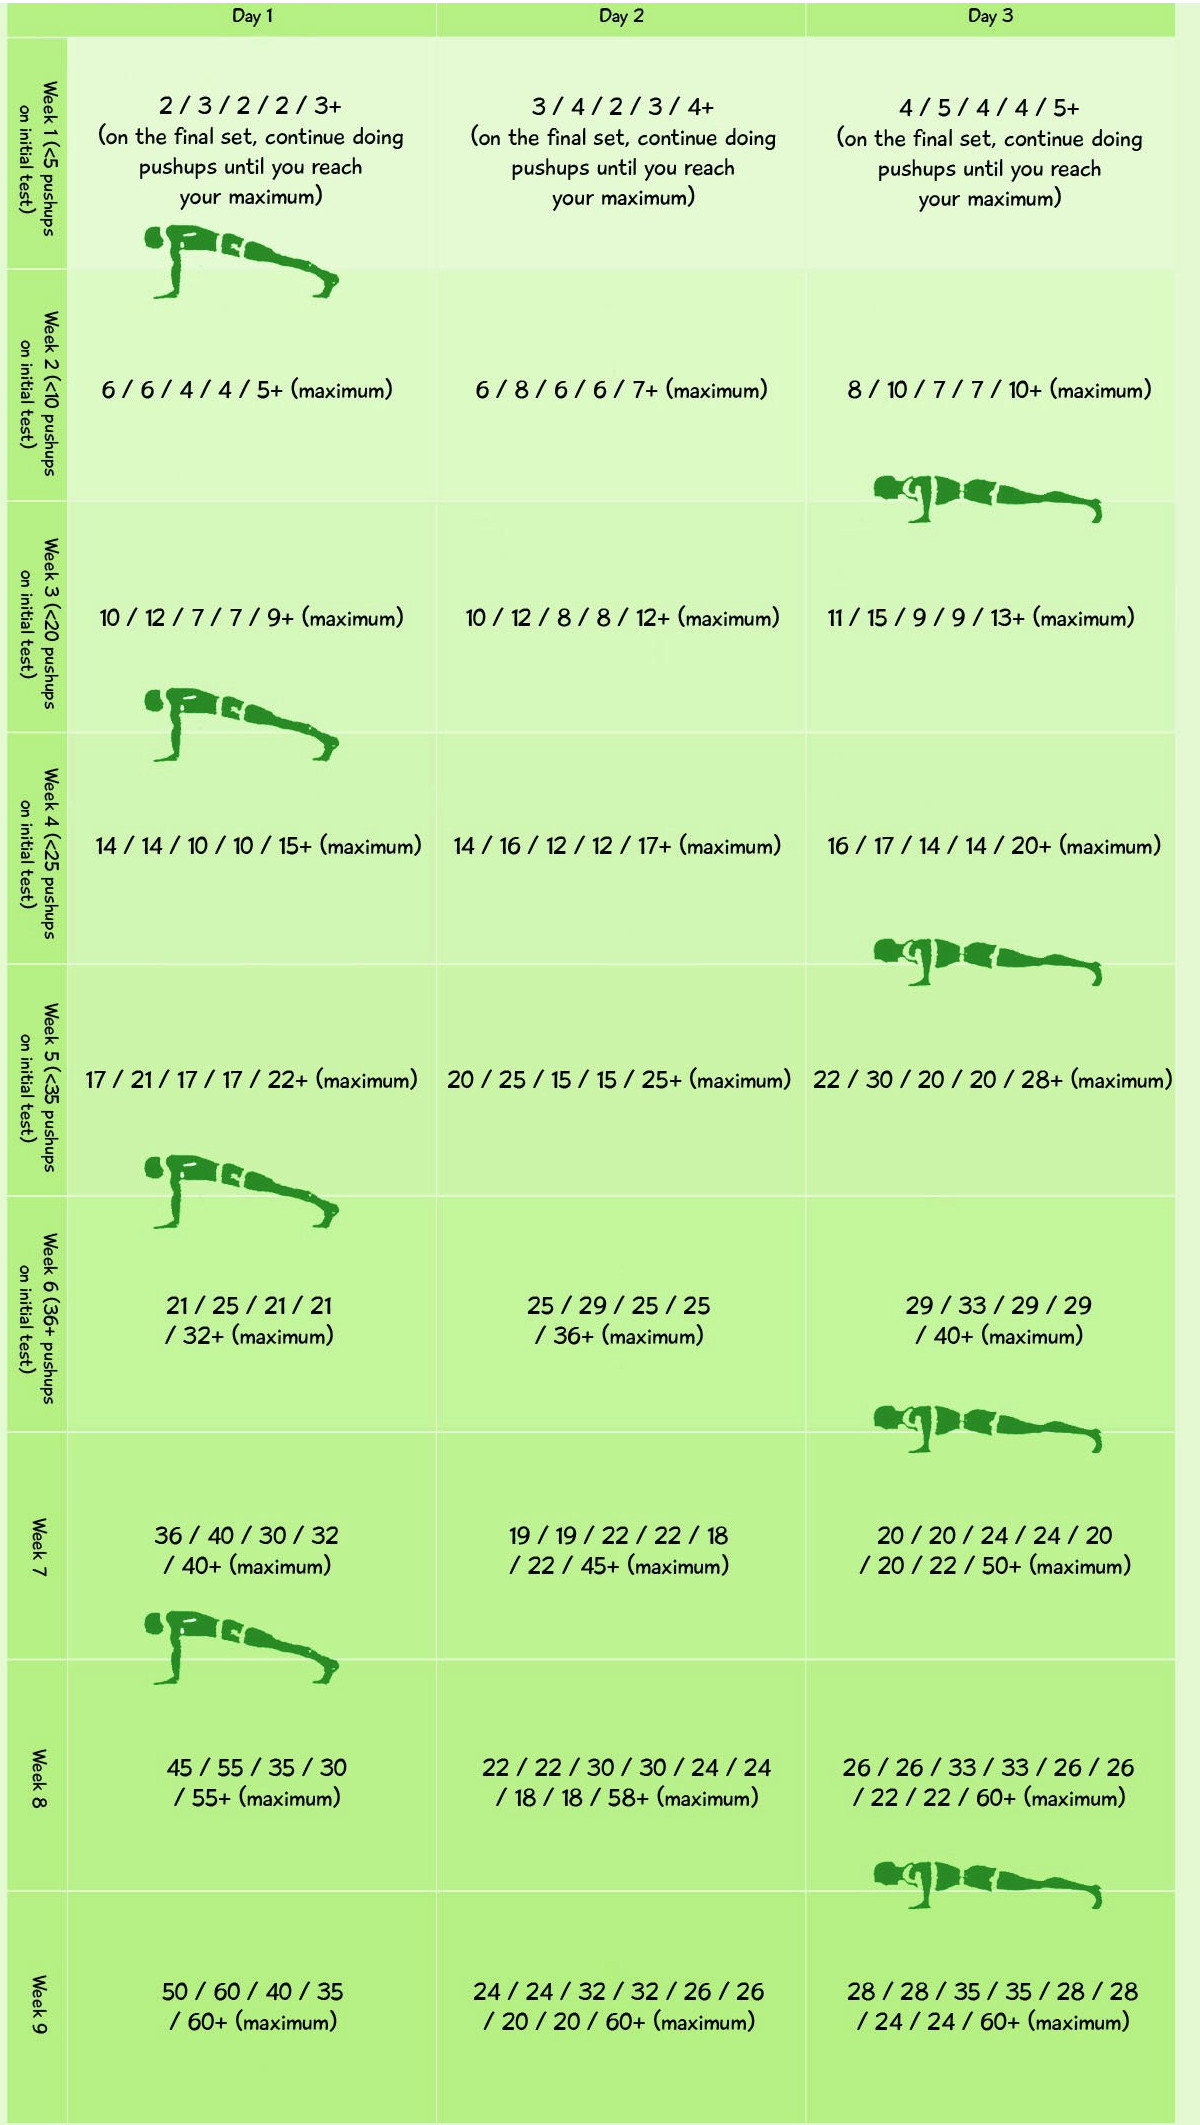 Day 1
Day 2
Day 3
Week 1 (<5 pushups
on initial test)
2 / 3 / 2 / 2 / 3+
(on the final set, continue doing
pushups until you reach
your maximum)
3 / 4 / 2 / 3 / 4+
(on the final set, continue doing
pushups until you reach
your maximum)
4 / 5 / 4 / 4 / 5+
(on the final set, continue doing
pushups until you reach
your maximum)
Week 2 (<10 pushups
on initial test)
6 / 6 / 4 / 4 / 5+ (maximum)
6 / 8 / 6 / 6 / 7+ (maximum)
8 / 10 / 7 / 7 / 10+ (maximum)
Week 3 (<20 pushups
on initial test)
10 / 12 / 7 / 7 / 9+ (maximum)
10 / 12 / 8 / 8 / 12+ (maximum)
11 / 15 / 9 / 9 / 13+ (maximum)
Week 4 (<25 pushups
on initial test)
14 / 14 / 10 / 10 / 15+ (maximum)
14 / 16 / 12 / 12 / 17+ (maximum)
16 / 17 / 14 / 14 / 20+ (maximum)
Week 5 (<35 pushups
on initial test)
17 / 21 / 17 / 17 / 22+ (maximum)
20 / 25 / 15 / 15 / 25+ (maximum)
22 / 30 / 20 / 20 / 28+ (maximum)
Week 6 (36+ pushups
on initial test)
21 / 25 / 21 / 21
/ 32+ (maximum)
25 / 29 / 25 / 25
/ 36+ (maximum)
29 / 33 / 29 / 29
/ 40+ (maximum)
Week 7
36 / 40 / 30 / 32
/ 40+ (maximum)
19 / 19 / 22 / 22 / 18
/ 22 / 45+ (maximum)
20 / 20 / 24 / 24 / 20
/ 20 / 22 / 50+ (maximum)
Week 8
45 / 55 / 35 / 30
/ 55+ (maximum)
22 / 22 / 30 / 30 / 24 / 24
/ 18 / 18 / 58+ (maximum)
26 / 26 / 33 / 33 / 26 / 26
/ 22 / 22 / 60+ (maximum)
Week 9
50 / 60 / 40 / 35
/ 60+ (maximum)
24 / 24 / 32 / 32 / 26 / 26
/ 20 / 20 / 60+ (maximum)
28 / 28 / 35 / 35 / 28 / 28
/ 24 / 24 / 60+ (maximum)